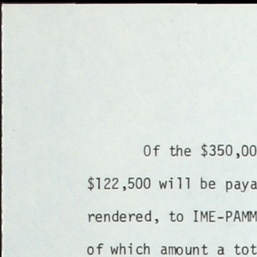 Of the $350,00
$122,500 will be paya
rendered, to IME-PAMM
of which amount a tot